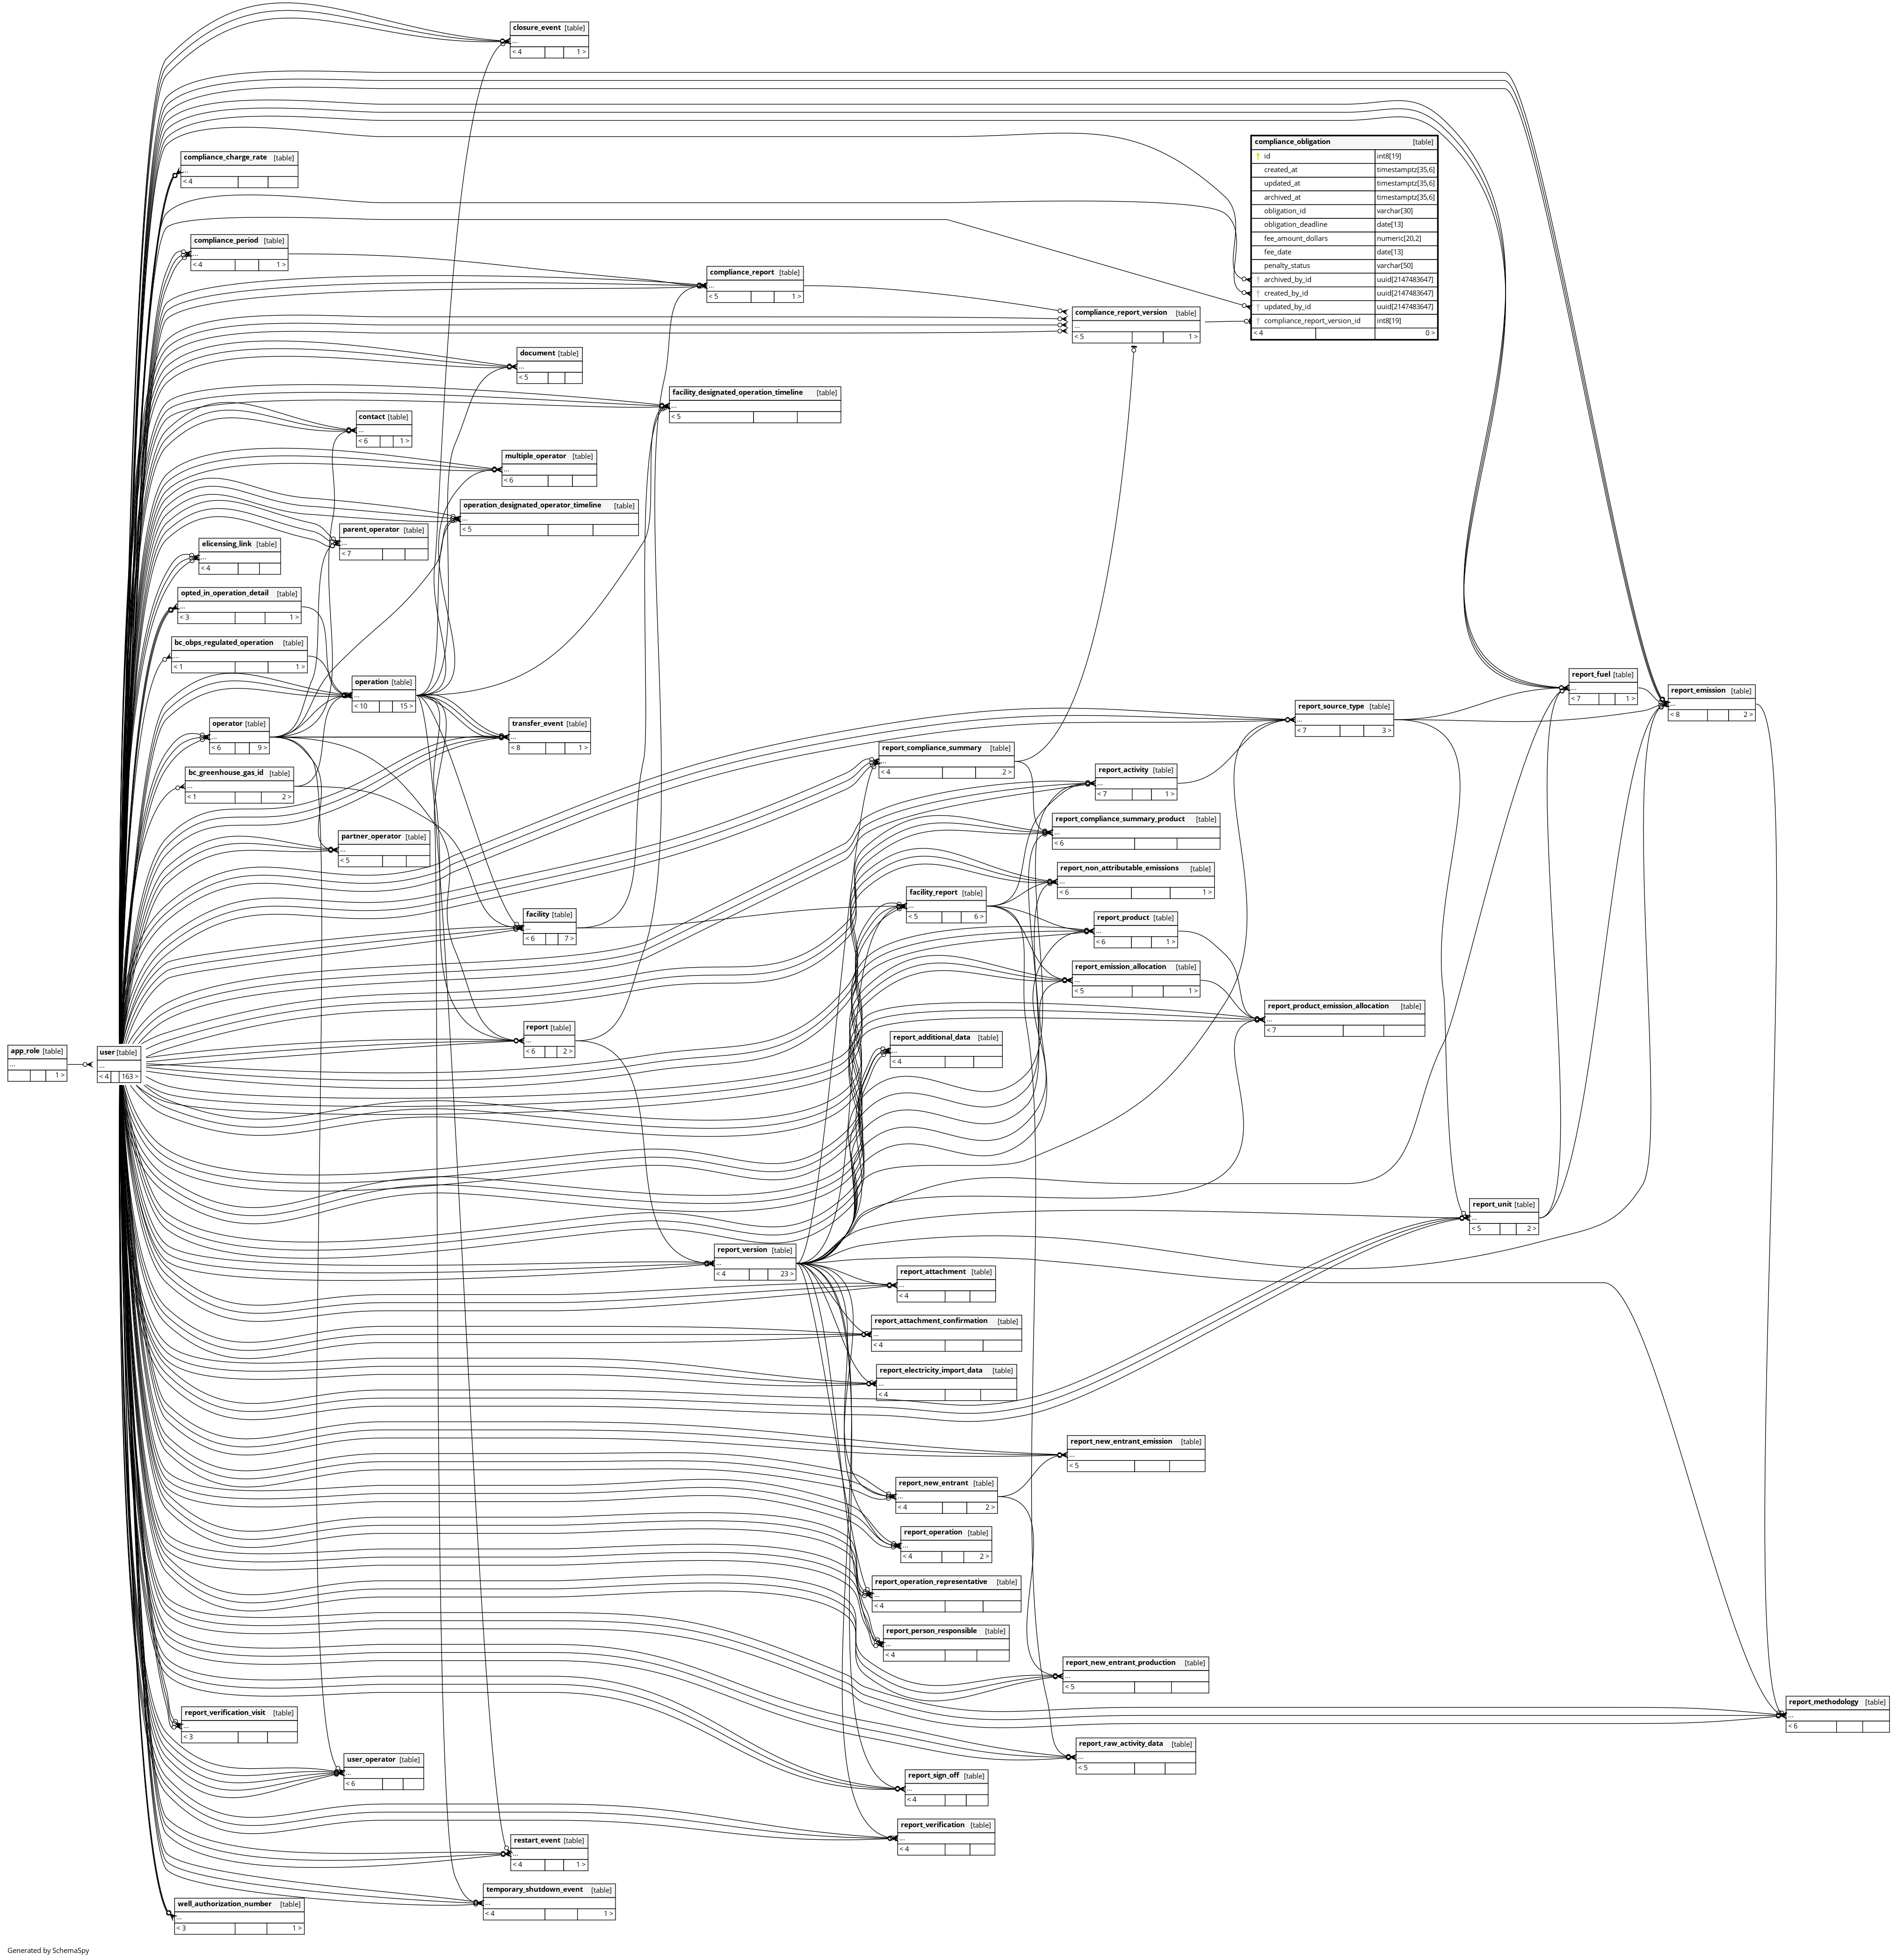 closure_event [table]
...
< 4 1 >
compliance_obligation [table]
id int8[19]
created_at timestamptz[35,6]
updated_at timestamptz[35,6]
archived_at timestamptz[35,6]
obligation_id varchar[30]
obligation_deadline date[13]
fee_amount_dollars numeric[20,2]
fee_date date[13]
penalty_status varchar[50]
archived_by_id uuid[2147483647]
created_by_id uuid[2147483647]
updated_by_id uuid[2147483647]
compliance_report_version_id int8[19]
< 4 0 >
compliance_charge_rate [table]
...
< 4
compliance_period [table]
...
< 4 1 >
compliance_report [table]
...
< 5 1 >
compliance_report_version [table]
...
< 5 1 >
document [table]
...
< 5
facility_designated_operation_timeline [table]
...
< 5
contact [table]
...
< 6 1 >
multiple_operator [table]
...
< 6
operation_designated_operator_timeline [table]
...
< 5
parent_operator [table]
...
< 7
elicensing_link [table]
...
< 4
opted_in_operation_detail [table]
...
< 3 1 >
bc_obps_regulated_operation [table]
...
< 1 1 >
operation [table]
...
< 10 15 >
report_fuel [table]
...
< 7 1 >
report_emission [table]
...
< 8 2 >
report_source_type [table]
...
< 7 3 >
operator [table]
...
< 6 9 >
transfer_event [table]
...
< 8 1 >
report_compliance_summary [table]
...
< 4 2 >
bc_greenhouse_gas_id [table]
...
< 1 2 >
report_activity [table]
...
< 7 1 >
report_compliance_summary_product [table]
...
< 6
partner_operator [table]
...
< 5
report_non_attributable_emissions [table]
...
< 6 1 >
facility_report [table]
...
< 5 6 >
facility [table]
...
< 6 7 >
report_product [table]
...
< 6 1 >
report_emission_allocation [table]
...
< 5 1 >
report_product_emission_allocation [table]
...
< 7
report [table]
...
< 6 2 >
report_additional_data [table]
...
< 4
app_role [table]
...
1 >
user [table]
...
< 4 163 >
report_unit [table]
...
< 5 2 >
report_version [table]
...
< 4 23 >
report_attachment [table]
...
< 4
report_attachment_confirmation [table]
...
< 4
report_electricity_import_data [table]
...
< 4
report_new_entrant_emission [table]
...
< 5
report_new_entrant [table]
...
< 4 2 >
report_operation [table]
...
< 4 2 >
report_operation_representative [table]
...
< 4
report_person_responsible [table]
...
< 4
report_new_entrant_production [table]
...
< 5
report_methodology [table]
...
< 6
report_verification_visit [table]
...
< 3
report_raw_activity_data [table]
...
< 5
user_operator [table]
...
< 6
report_sign_off [table]
...
< 4
report_verification [table]
...
< 4
restart_event [table]
...
< 4 1 >
temporary_shutdown_event [table]
...
< 4 1 >
well_authorization_number [table]
...
< 3 1 >
Generated by SchemaSpy